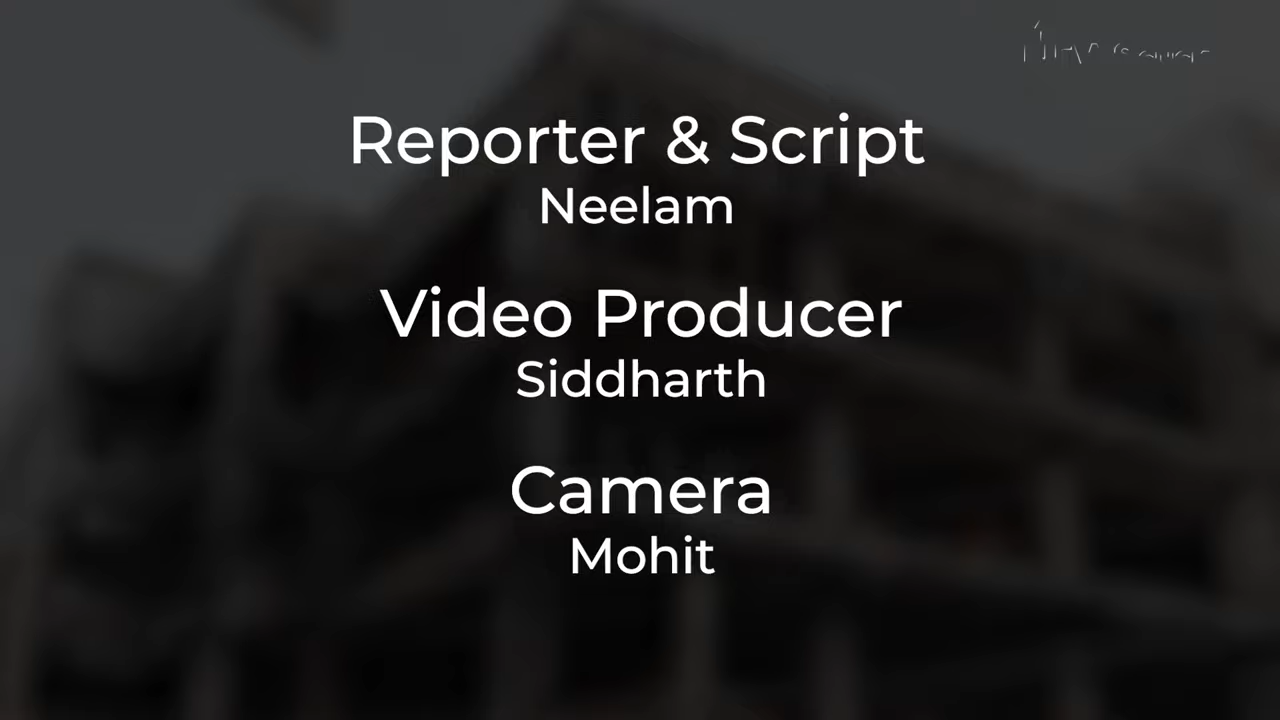 Reporter & Script
Neelam
Video Producer
Siddharth
Camera
Mohit